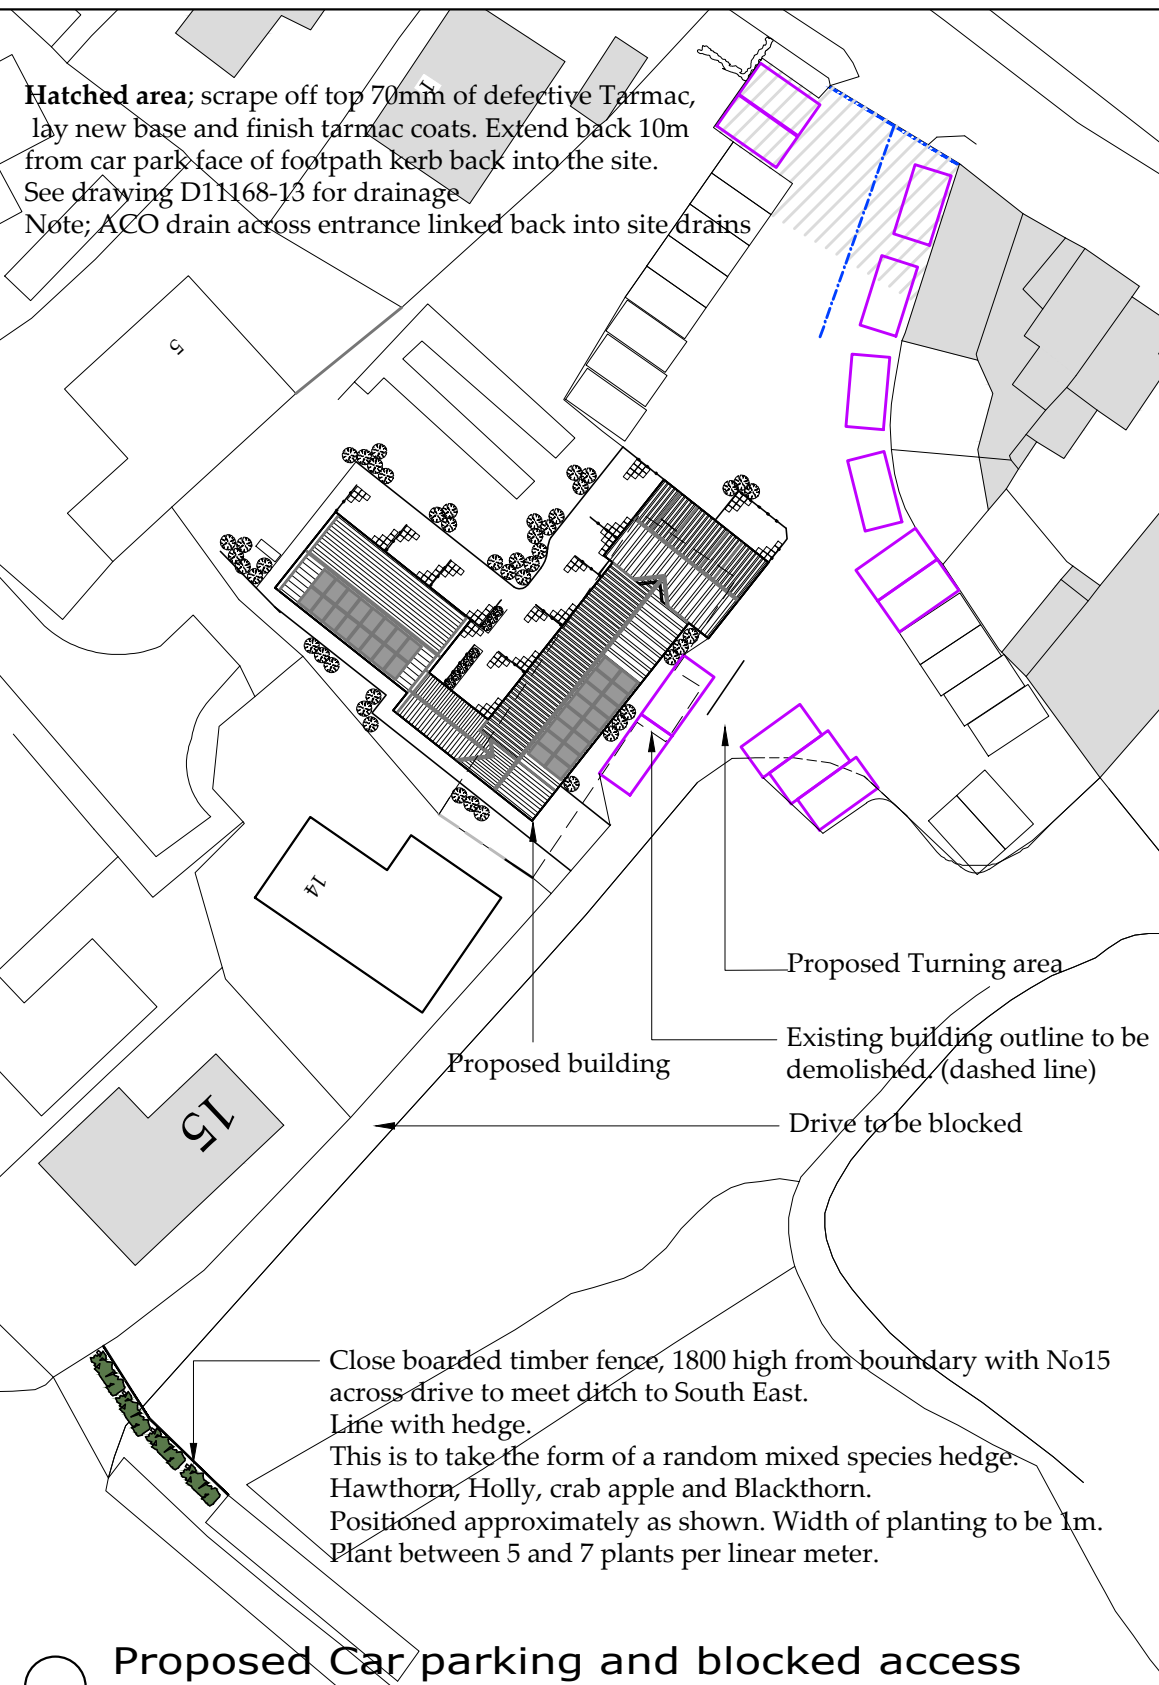 Hatched area; scrape off top 70mm of defective Tarmac,
lay new base and finish tarmac coats. Extend back 10m
from car park face of footpath kerb back into the site.
See drawing D11168-13 for drainage
Note; ACO drain across entrance linked back into site drains
1
5
14
Proposed Turning area
Existing building outline to be
demolished. (dashed line)
Proposed building
Drive to be blocked
15
Close boarded timber fence, 1800 high from boundary with No15
across drive to meet ditch to South East.
Line with hedge.
This is to take the form of a random mixed species hedge.
Hawthorn, Holly, crab apple and Blackthorn.
Positioned approximately as shown. Width of planting to be 1m.
Plant between 5 and 7 plants per linear meter.
Proposed Car parking and blocked access